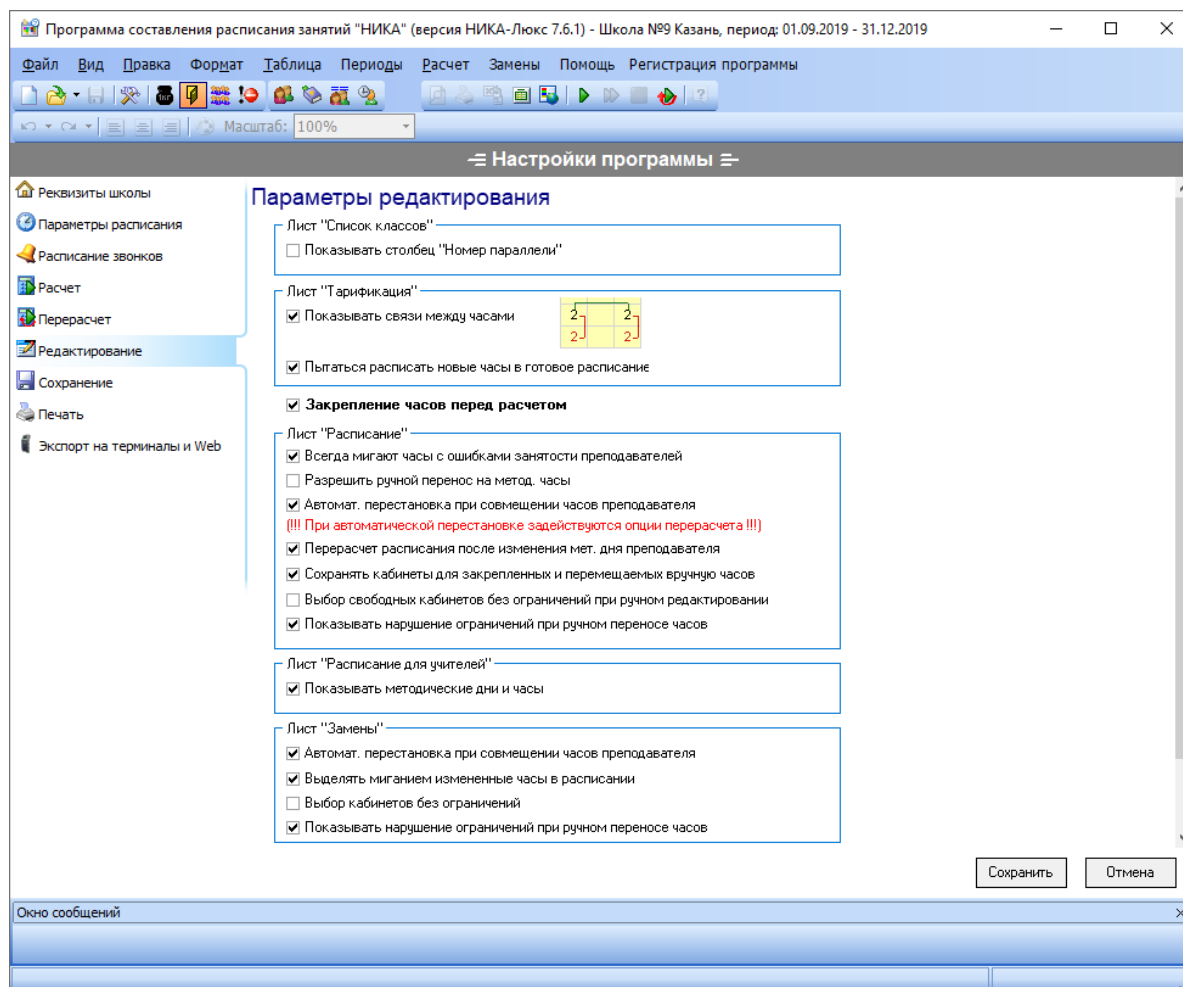 Программа составления расписания занятий "НИКА" (версия НИКА-Люкс 7.6.1) - Школа №9 Казань, период: 01.09.2019 - 31.12.2019
Файл Вид Правка Формат Таблица Периоды Расчет Замены Помощь Регистрация программы
Масштаб: 100%
Настройки программы
Реквизиты школы
Параметры расписания
Расписание звонков
Расчет
Перерасчет
Редактирование
Сохранение
Печать
Экспорт на терминалы и Web
Параметры редактирования
Лист "Список классов"
Показывать столбец "Номер параллели"
Лист "Тарификация"
Показывать связи между часами
2 2
2 2
Пытаться расписать новые часы в готовое расписание
Закрепление часов перед расчетом
Лист "Расписание"
Всегда мигают часы с ошибками занятости преподавателей
Разрешить ручной перенос на метод. часы
Автомат. перестановка при совмещении часов преподавателя
(!!! При автоматической перестановке задействуются опции перерасчета !!!)
Перерасчет расписания после изменения мет. дня преподавателя
Сохранять кабинеты для закрепленных и перемещаемых вручную часов
Выбор свободных кабинетов без ограничений при ручном редактировании
Показывать нарушение ограничений при ручном переносе часов
Лист "Расписание для учителей"
Показывать методические дни и часы
Лист "Замены"
Автомат. перестановка при совмещении часов преподавателя
Выделять миганием измененные часы в расписании
Выбор кабинетов без ограничений
Показывать нарушение ограничений при ручном переносе часов
Сохранить Отмена
Окно сообщений